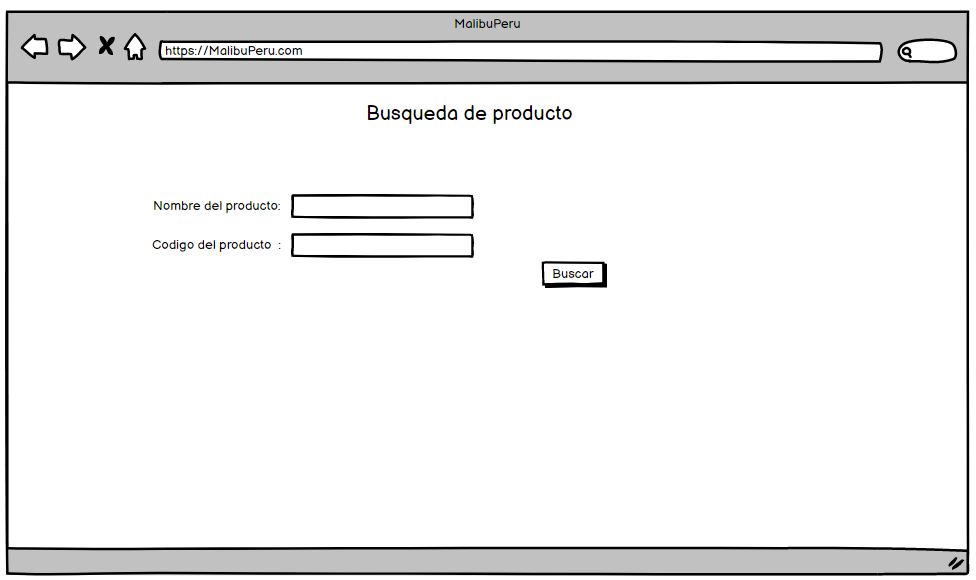 MalibuPeru
https://MalibuPeru.com
Busqueda de producto
Nombre del producto:
Codigo del producto :
Buscar